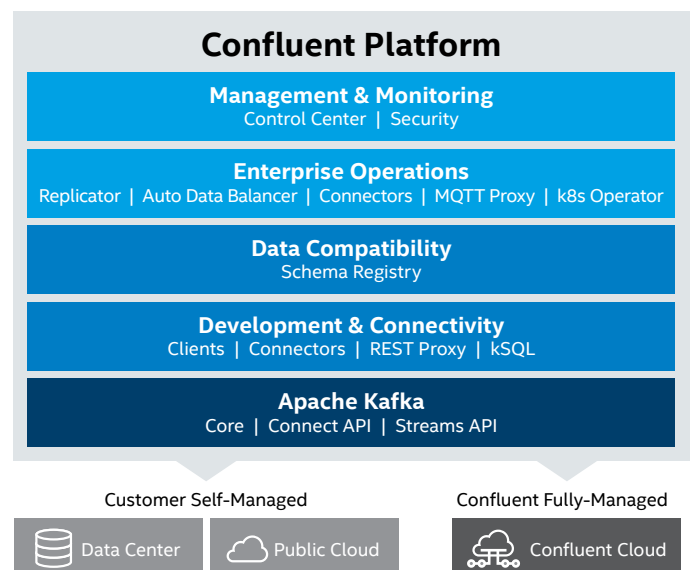 Confluent Platform
Management & Monitoring
Control Center | Security
Enterprise Operations
Replicator | Auto Data Balancer | Connectors | MQTT Proxy | k8s Operator
Data Compatibility
Schema Registry
Development & Connectivity
Clients | Connectors | REST Proxy | kSQL
Apache Kafka
Core | Connect API | Streams API
Customer Self-Managed
Confluent Fully-Managed
Data Center
Public Cloud
Confluent Cloud